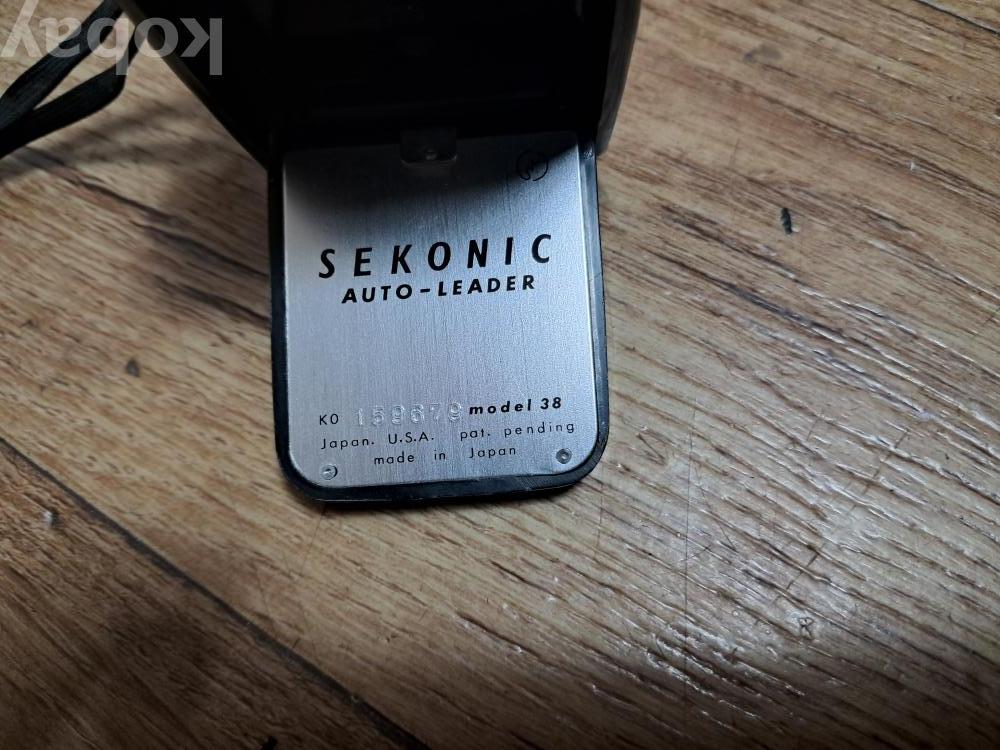 kobay
SEKONIC
AUTO-LEADER
KO 159679 model 38
Japan. U.S.A. pat. pending
made in Japan